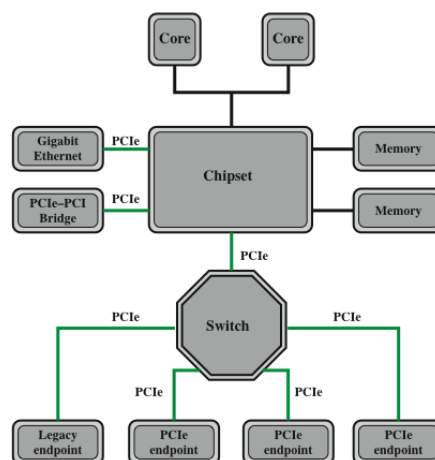 Core
Core
Gigabit
Ethernet
PCIe
Chipset
Memory
PCIe–PCI
Bridge
PCIe
Memory
PCIe
Switch
PCIe
PCIe
PCIe
PCIe
Legacy
endpoint
PCIe
endpoint
PCIe
endpoint
PCIe
endpoint